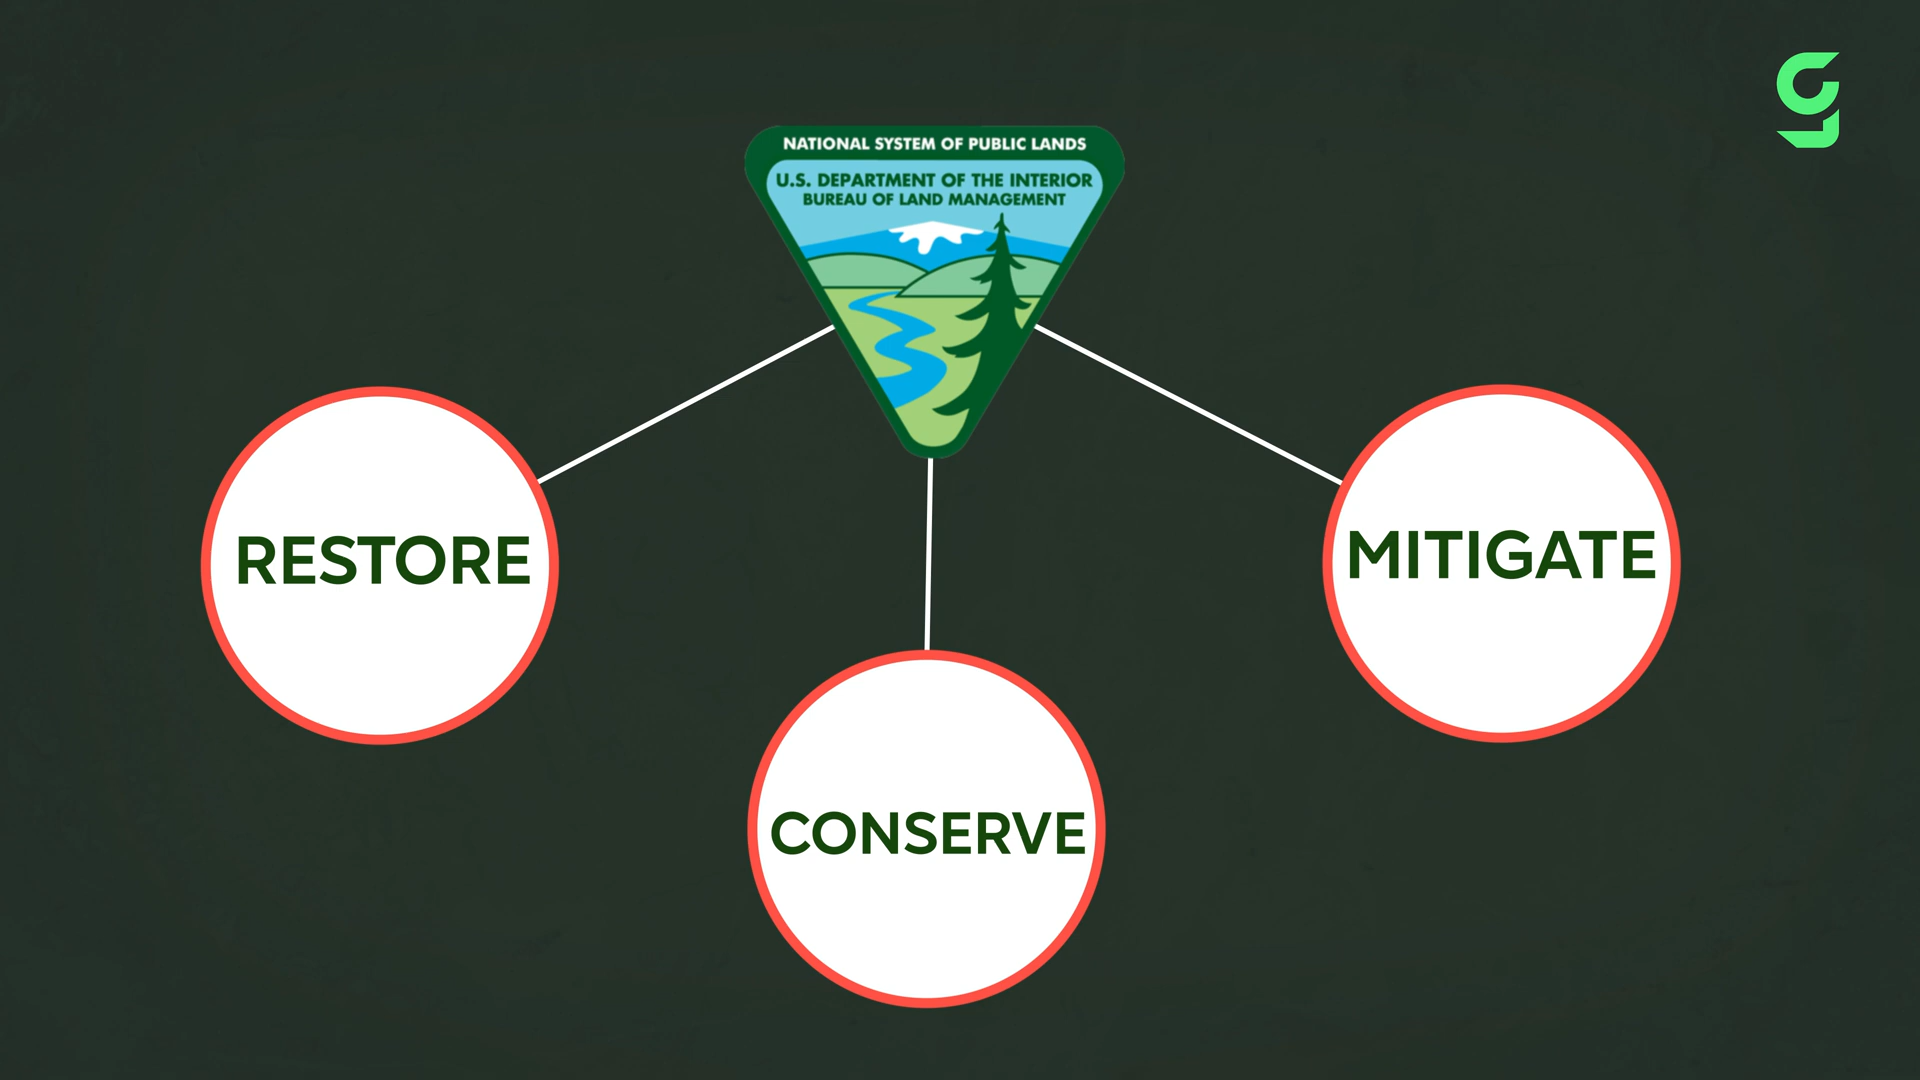 NATIONAL SYSTEM OF PUBLIC LANDS
U.S. DEPARTMENT OF THE INTERIOR
BUREAU OF LAND MANAGEMENT
RESTORE
MITIGATE
CONSERVE